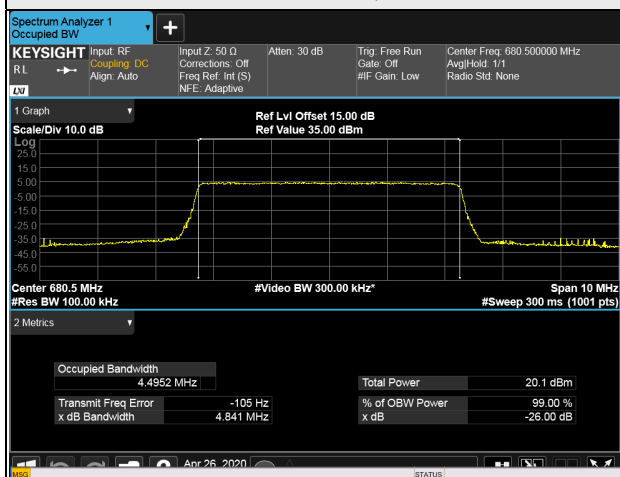 Spectrum Analyzer 1
Occupied BW
KEYSIGHT Input: RF Input Z: 50 Ω Atten: 30 dB Trig: Free Run Center Freq: 680.500000 MHz
RL Coupling: DC Corrections: Off Gate: Off Avg|Hold: 1/1
Align: Auto Freq Ref: Int (S) #IF Gain: Low Radio Std: None
LXI NFE: Adaptive
1 Graph Ref Lvl Offset 15.00 dB
Scale/Div 10.0 dB Ref Value 35.00 dBm
Log
25.0
15.0
5.00
-5.00
-15.0
-25.0
-35.0
-45.0
-55.0
Center 680.5 MHz #Video BW 300.00 kHz* Span 10 MHz
#Res BW 100.00 kHz #Sweep 300 ms (1001 pts)
2 Metrics
Occupied Bandwidth
4.4952 MHz Total Power 20.1 dBm
Transmit Freq Error -105 Hz % of OBW Power 99.00 %
x dB Bandwidth 4.841 MHz x dB -26.00 dB
Apr 26, 2020
MSG STATUS